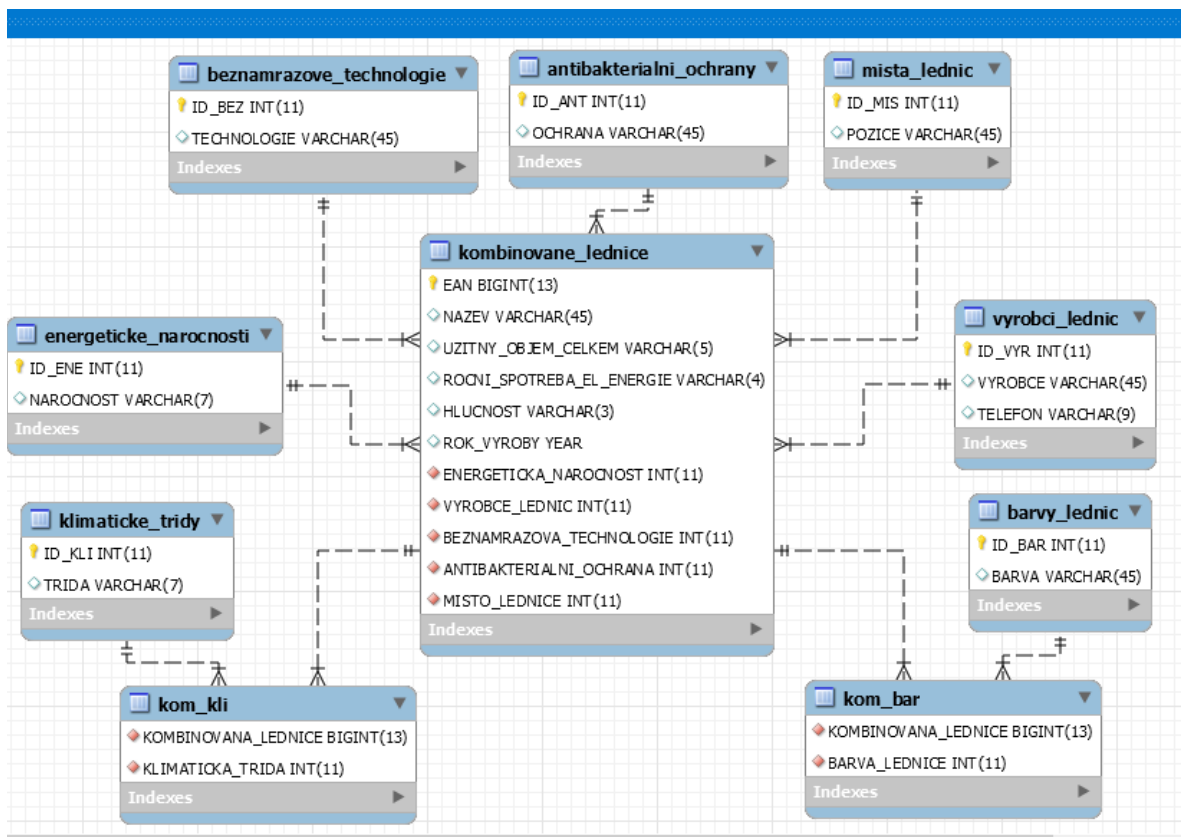 beznamrazove_technologie
ID_BEZ INT(11)
TECHNOLOGIE VARCHAR(45)
Indexes
antibakterialni_ochrany
ID_ANT INT(11)
OCHRANA VARCHAR(45)
Indexes
mista_lednic
ID_MIS INT(11)
POZICE VARCHAR(45)
Indexes
kombinovane_lednice
EAN BIGINT(13)
NAZEV VARCHAR(45)
UZITNY_OBJEM_CELKEM VARCHAR(5)
ROCNI_SPOTREBA_EL_ENERGIE VARCHAR(4)
HLUCNOST VARCHAR(3)
ROK_VYROBY YEAR
ENERGETICKA_NAROCNOST INT(11)
VYROBCE_LEDNIC INT(11)
BEZNAMRAZOVA_TECHNOLOGIE INT(11)
ANTIBAKTERIALNI_OCHRANA INT(11)
MISTO_LEDNICE INT(11)
Indexes
energeticke_narocnosti
ID_ENE INT(11)
NAROCNOST VARCHAR(7)
Indexes
vyrobci_lednic
ID_VYR INT(11)
VYROBCE VARCHAR(45)
TELEFON VARCHAR(9)
Indexes
klimaticke_tridy
ID_KLI INT(11)
TRIDA VARCHAR(7)
Indexes
barvy_lednic
ID_BAR INT(11)
BARVA VARCHAR(45)
Indexes
kom_kli
KOMBINOVANA_LEDNICE BIGINT(13)
KLIMATICKA_TRIDA INT(11)
Indexes
kom_bar
KOMBINOVANA_LEDNICE BIGINT(13)
BARVA_LEDNICE INT(11)
Indexes